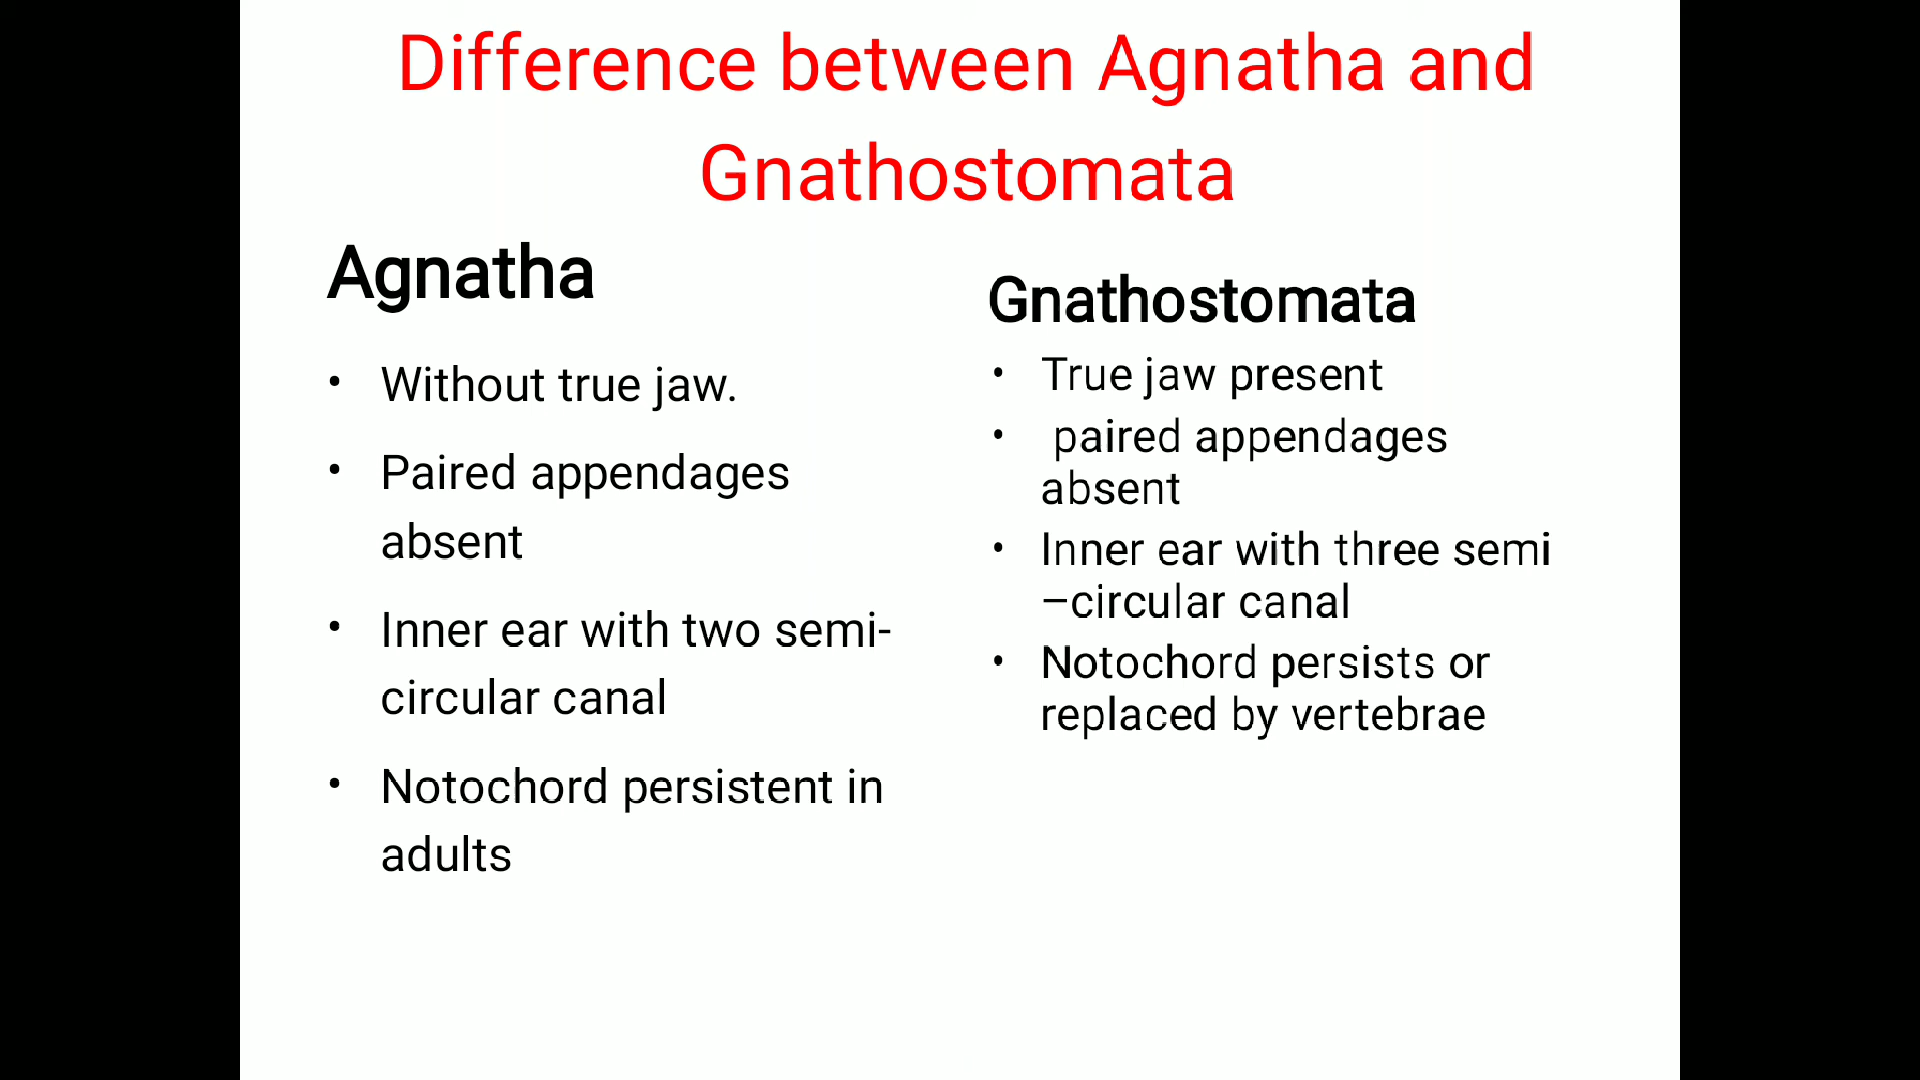 Difference between Agnatha and
Gnathostomata
Agnatha
• Without true jaw.
• Paired appendages
absent
• Inner ear with two semi-
circular canal
• Notochord persistent in
adults
Gnathostomata
• True jaw present
• paired appendages
absent
• Inner ear with three semi
–circular canal
• Notochord persists or
replaced by vertebrae